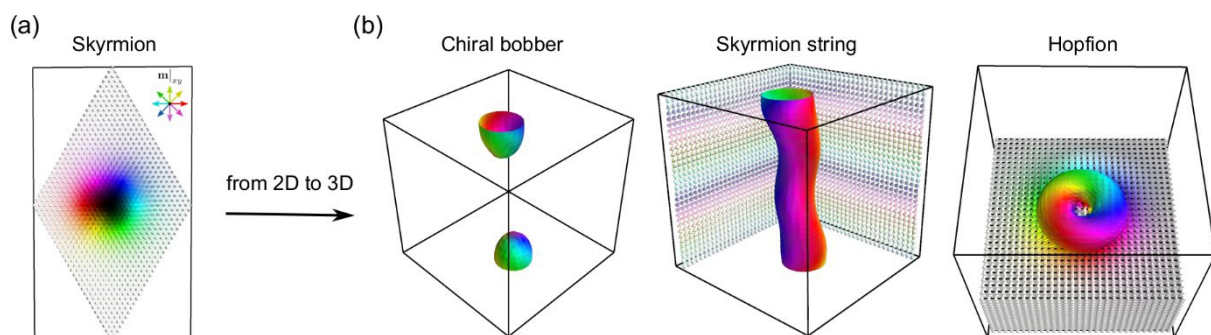 (a)
Skyrmion
m|xy
from 2D to 3D
(b)
Chiral bobber
Skyrmion string
Hopfion